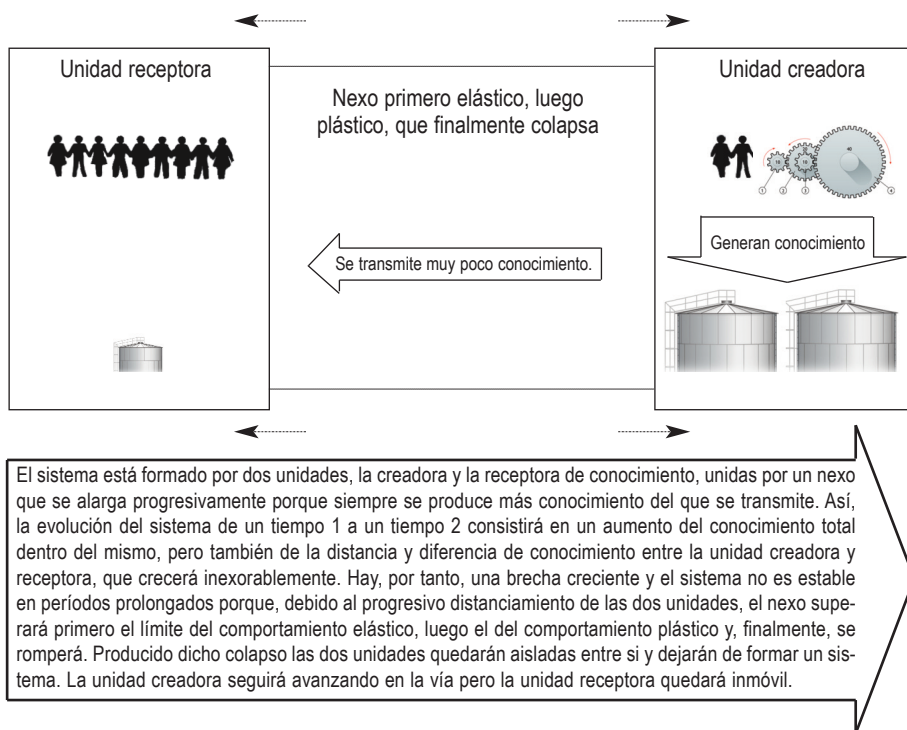 Unidad receptora
Nexo primero elástico, luego
plástico, que finalmente colapsa
Unidad creadora
Se transmite muy poco conocimiento.
Generan conocimiento
El sistema está formado por dos unidades, la creadora y la receptora de conocimiento, unidas por un nexo
que se alarga progresivamente porque siempre se produce más conocimiento del que se transmite. Así,
la evolución del sistema de un tiempo 1 a un tiempo 2 consistirá en un aumento del conocimiento total
dentro del mismo, pero también de la distancia y diferencia de conocimiento entre la unidad creadora y
receptora, que crecerá inexorablemente. Hay, por tanto, una brecha creciente y el sistema no es estable
en períodos prolongados porque, debido al progresivo distanciamiento de las dos unidades, el nexo supe-
rará primero el límite del comportamiento elástico, luego el del comportamiento plástico y, finalmente, se
romperá. Producido dicho colapso las dos unidades quedarán aisladas entre si y dejarán de formar un sis-
tema. La unidad creadora seguirá avanzando en la vía pero la unidad receptora quedará inmóvil.